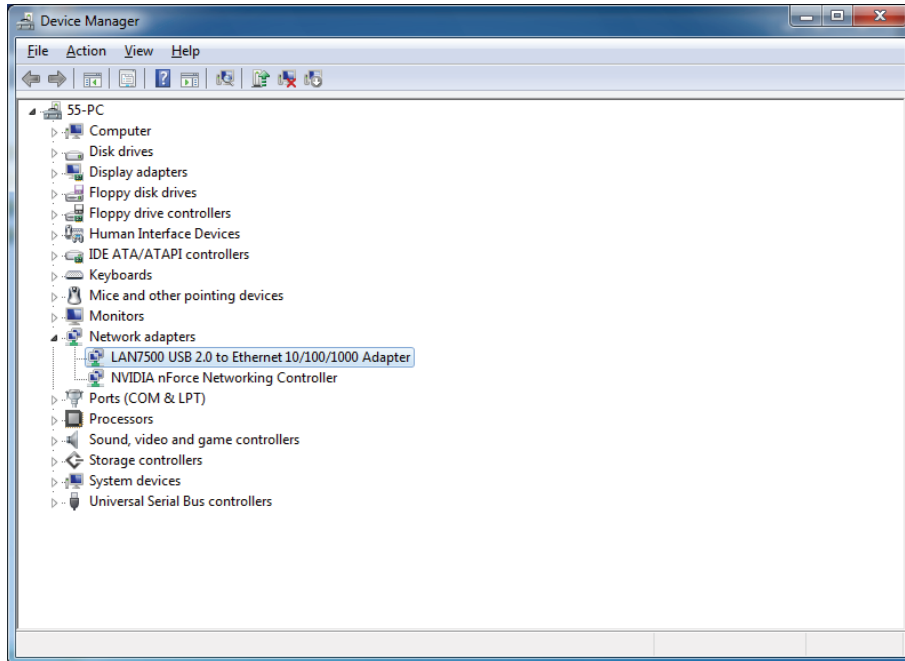 Device Manager
File Action View Help
55-PC
Computer
Disk drives
Display adapters
Floppy disk drives
Floppy drive controllers
Human Interface Devices
IDE ATA/ATAPI controllers
Keyboards
Mice and other pointing devices
Monitors
Network adapters
LAN7500 USB 2.0 to Ethernet 10/100/1000 Adapter
NVIDIA nForce Networking Controller
Ports (COM & LPT)
Processors
Sound, video and game controllers
Storage controllers
System devices
Universal Serial Bus controllers